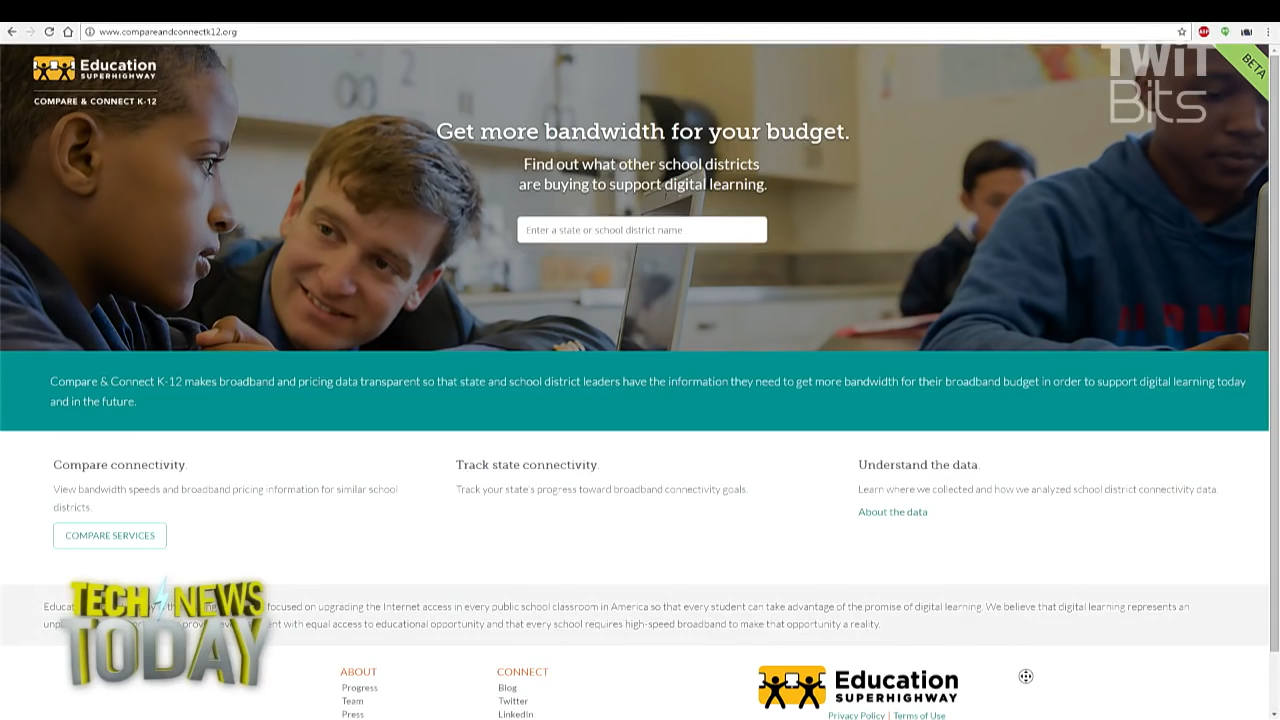 www.compareandconnectk12.org
TWiT
Bits
BETA
Education
SUPERHIGHWAY
COMPARE & CONNECT K-12
Get more bandwidth for your budget.
Find out what other school districts
are buying to support digital learning.
Enter a state or school district name
Compare & Connect K-12 makes broadband and pricing data transparent so that state and school district leaders have the information they need to get more bandwidth for their broadband budget in order to support digital learning today
and in the future.
Compare connectivity.
View bandwidth speeds and broadband pricing information for similar school
districts.
COMPARE SERVICES
Track state connectivity.
Track your state's progress toward broadband connectivity goals.
Understand the data.
Learn where we collected and how we analyzed school district connectivity data.
About the data
focused on upgrading the Internet access in every public school classroom in America so that every student can take advantage of the promise of digital learning. We believe that digital learning represents an
with equal access to educational opportunity and that every school requires high-speed broadband to make that opportunity a reality.
TECH NEWS
TODAY
ABOUT
Progress
Team
Press
CONNECT
Blog
Twitter
LinkedIn
Education
SUPERHIGHWAY
Privacy Policy | Terms of Use